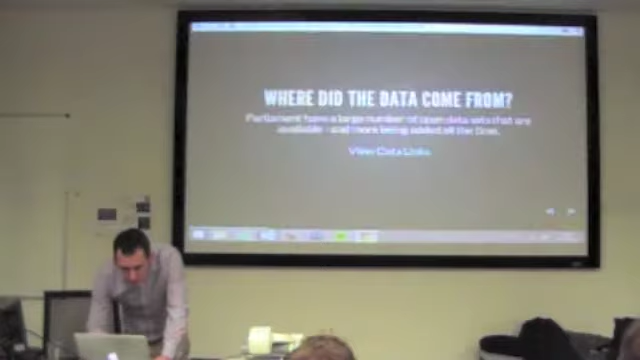 WHERE DID THE DATA COME FROM?
Parliament have a large number of open data sets that are
available - and more being added all the time.
View Data Links